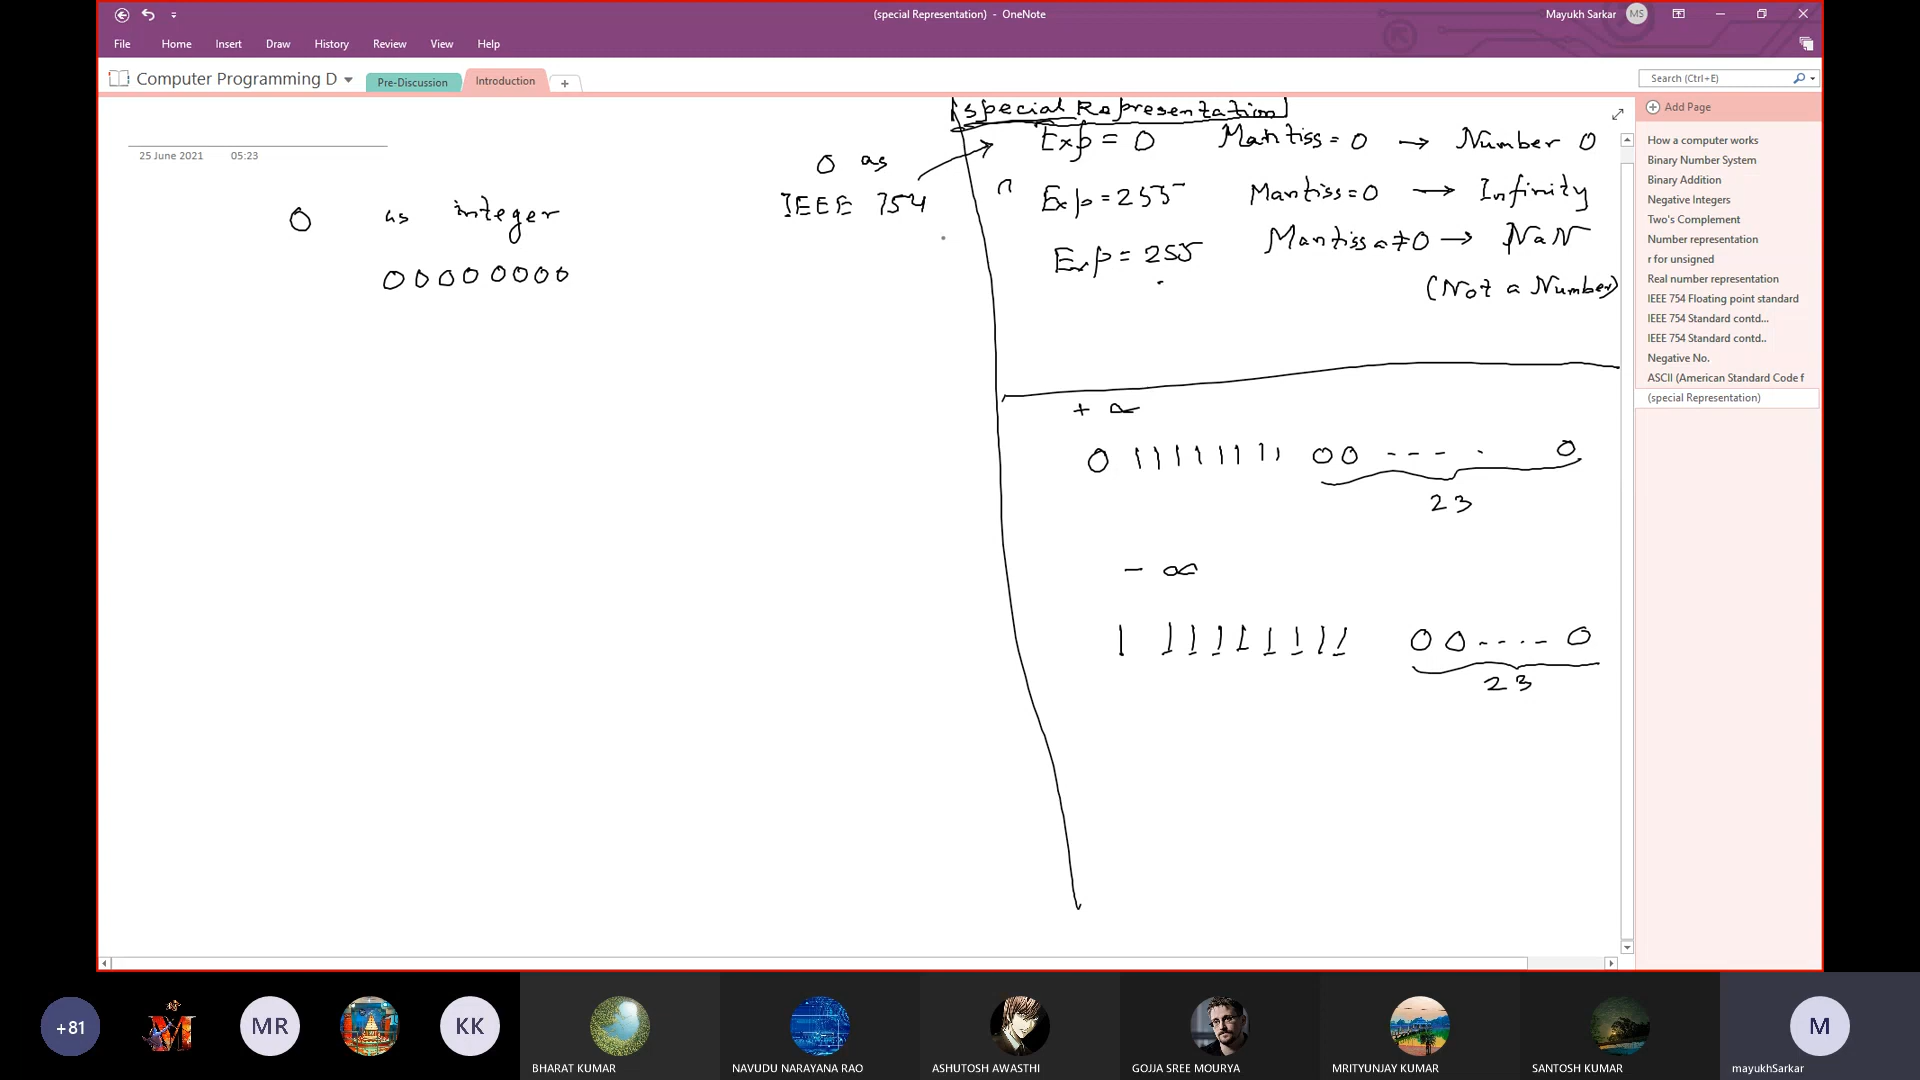 (special Representation) - OneNote
Mayukh Sarkar MS
File Home Insert Draw History Review View Help
Computer Programming D Pre-Discussion Introduction +
Search (Ctrl+E)
25 June 2021 05:23
0 as integer
00000000
0 as
IEEE 754
special Representation
Exp = 0 Mantiss = 0 → Number 0
Exp = 255 Mantiss = 0 → Infinity
Exp = 255 Mantissa ≠ 0 → NaN
(Not a Number)
+ ∞
0 11111111 00 ---- 0
23
- ∞
1 11111111 00 ---- 0
23
Add Page
How a computer works
Binary Number System
Binary Addition
Negative Integers
Two's Complement
Number representation
r for unsigned
Real number representation
IEEE 754 Floating point standard
IEEE 754 Standard contd...
IEEE 754 Standard contd..
Negative No.
ASCII (American Standard Code f
(special Representation)
+81
M
MR
KK
M
BHARAT KUMAR
NAVUDU NARAYANA RAO
ASHUTOSH AWASTHI
GOJJA SREE MOURYA
MRITYUNJAY KUMAR
SANTOSH KUMAR
mayukhSarkar